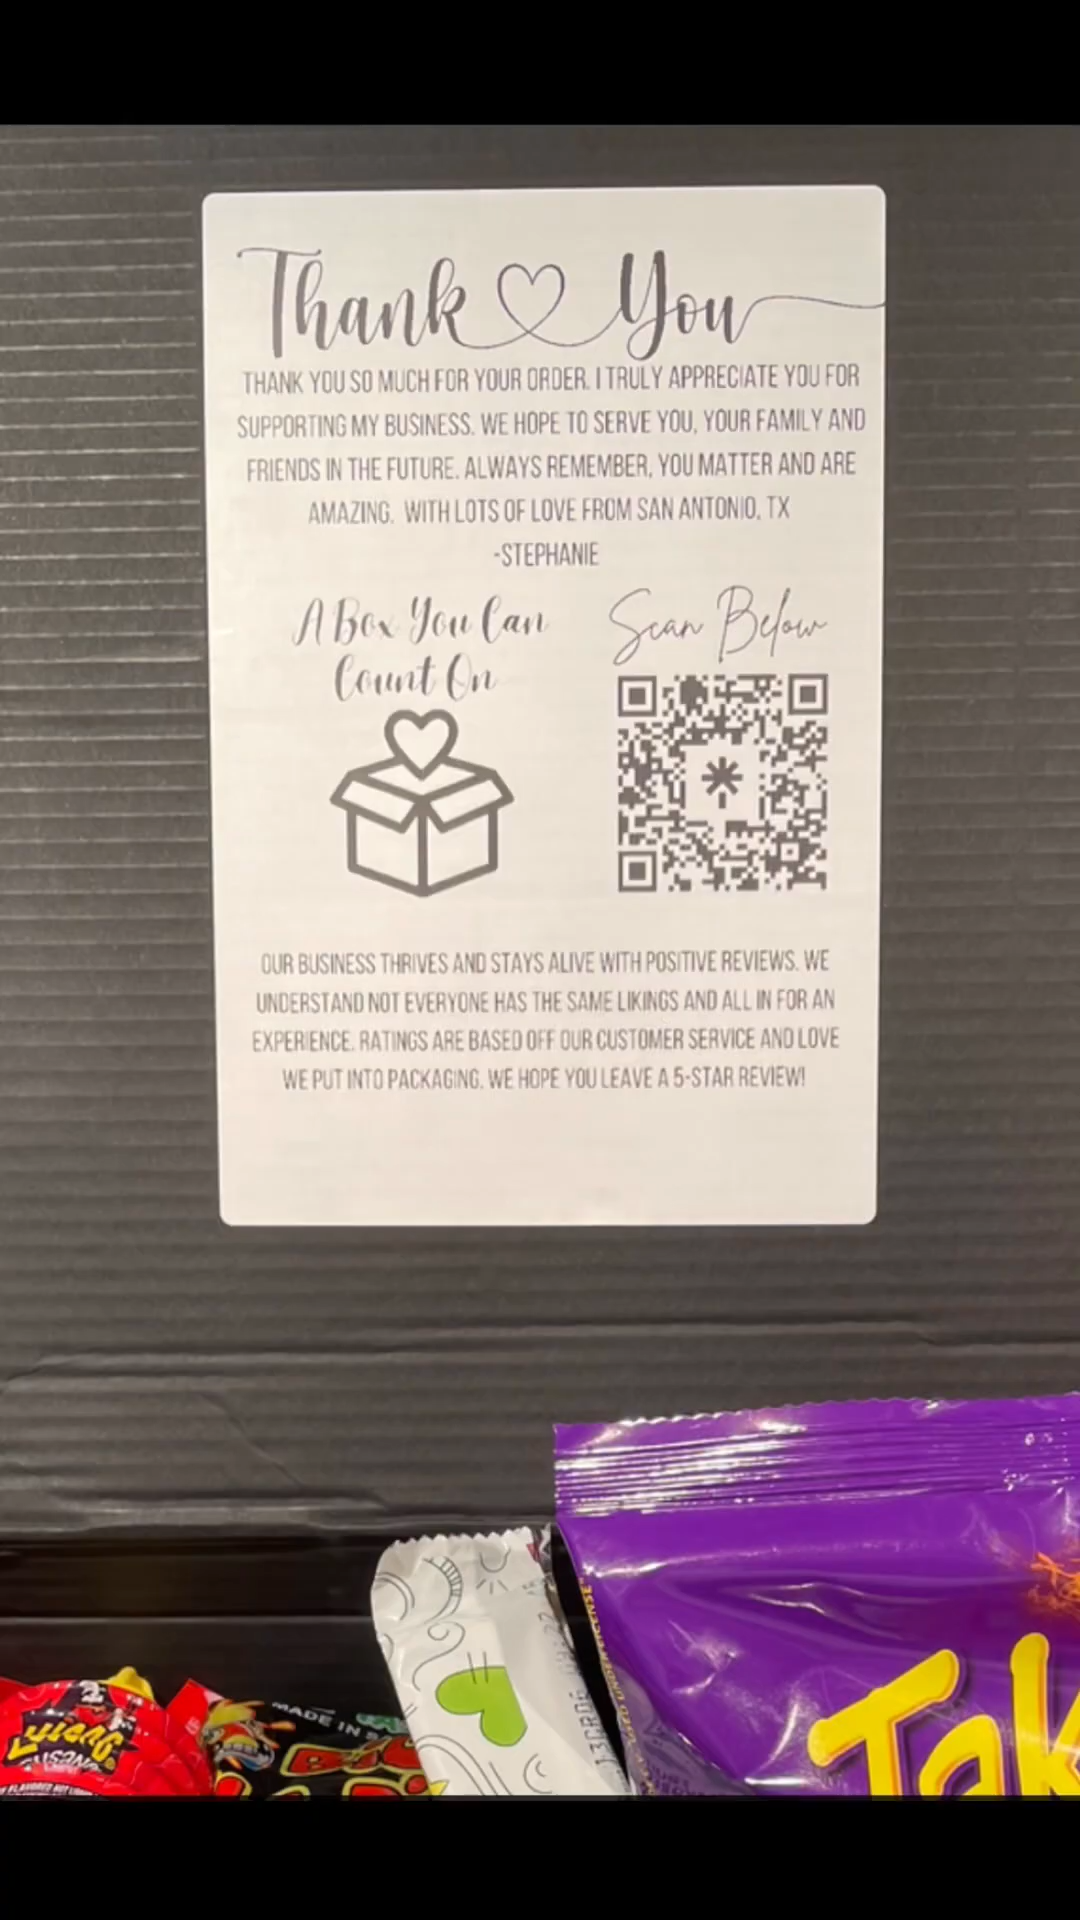 Thank You
THANK YOU SO MUCH FOR YOUR ORDER. I TRULY APPRECIATE YOU FOR
SUPPORTING MY BUSINESS. WE HOPE TO SERVE YOU, YOUR FAMILY AND
FRIENDS IN THE FUTURE. ALWAYS REMEMBER, YOU MATTER AND ARE
AMAZING. WITH LOTS OF LOVE FROM SAN ANTONIO, TX
-STEPHANIE
A Box You Can
Count On
Scan Below
OUR BUSINESS THRIVES AND STAYS ALIVE WITH POSITIVE REVIEWS. WE
UNDERSTAND NOT EVERYONE HAS THE SAME LIKINGS AND ALL IN FOR AN
EXPERIENCE. RATINGS ARE BASED OFF OUR CUSTOMER SERVICE AND LOVE
WE PUT INTO PACKAGING. WE HOPE YOU LEAVE A 5-STAR REVIEW!
MADE IN
Tak